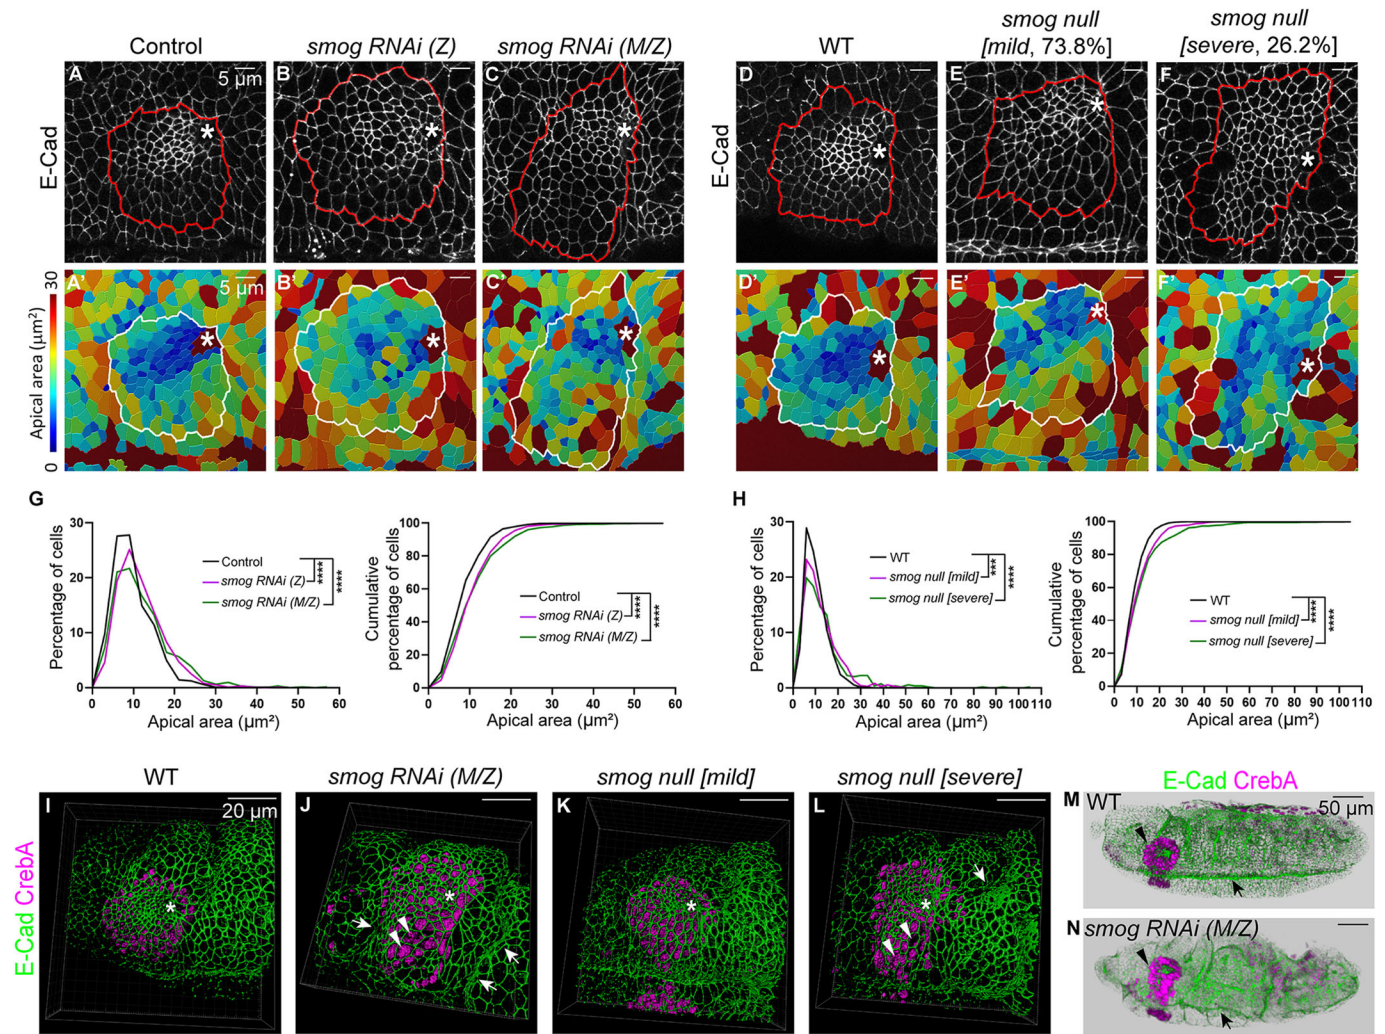 Control
smog RNAi (Z)
smog RNAi (M/Z)
WT
smog null
[mild, 73.8%]
smog null
[severe, 26.2%]
E-Cad
A
5 µm
*
B
*
C
*
E-Cad
D
*
E
*
F
*
Apical area (µm²)
30
0
A'
5 µm
*
B'
*
C'
*
D'
*
E'
*
F'
*
G
Percentage of cells
30
20
10
0
0 10 20 30 40 50 60
Apical area (µm²)
Control
smog RNAi (Z)
smog RNAi (M/Z)
****
****
Cumulative
percentage of cells
100
80
60
40
20
0
0 10 20 30 40 50 60
Apical area (µm²)
Control
smog RNAi (Z)
smog RNAi (M/Z)
****
****
H
Percentage of cells
30
20
10
0
0 10 20 30 40 50 60 70 80 90 100 110
Apical area (µm²)
WT
smog null [mild]
smog null [severe]
***
****
Cumulative
percentage of cells
100
80
60
40
20
0
0 10 20 30 40 50 60 70 80 90 100 110
Apical area (µm²)
WT
smog null [mild]
smog null [severe]
****
****
WT
smog RNAi (M/Z)
smog null [mild]
smog null [severe]
E-Cad CrebA
I
20 µm
*
J
*
K
*
L
*
E-Cad CrebA
M WT
50 µm
N smog RNAi (M/Z)